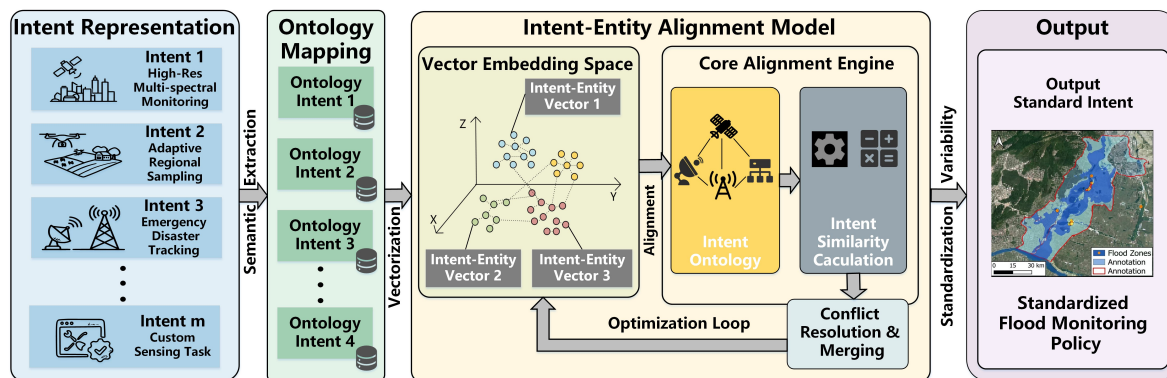 Intent Representation
Intent 1
High-Res
Multi-spectral
Monitoring
Intent 2
Adaptive
Regional
Sampling
Intent 3
Emergency
Disaster
Tracking
Intent m
Custom
Sensing Task
Semantic
Extraction
Ontology
Mapping
Ontology
Intent 1
Ontology
Intent 2
Ontology
Intent 3
Ontology
Intent 4
Vectorization
Intent-Entity Alignment Model
Vector Embedding Space
Intent-Entity
Vector 1
Z
Y
X
Intent-Entity
Vector 2
Intent-Entity
Vector 3
Alignment
Core Alignment Engine
Intent
Ontology
Intent
Similarity
Caculation
Conflict
Resolution &
Merging
Optimization Loop
Standardization
Variability
Output
Output
Standard Intent
0 15 30 km
Flood Zones
Annotation
Annotation
Standardized
Flood Monitoring
Policy